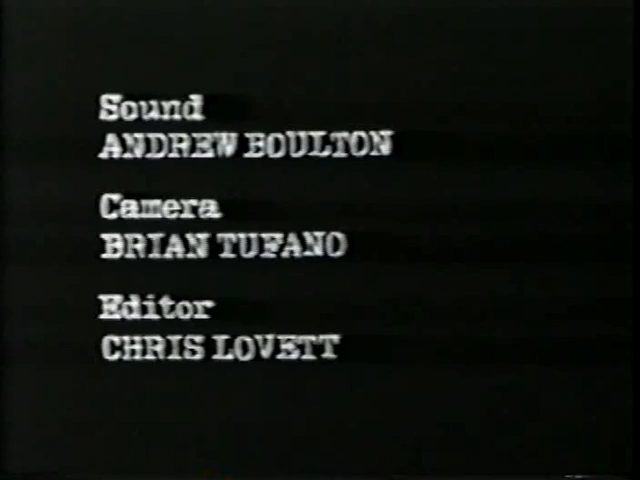 Sound
ANDREW BOULTON
Camera
BRIAN TUFANO
Editor
CHRIS LOVETT